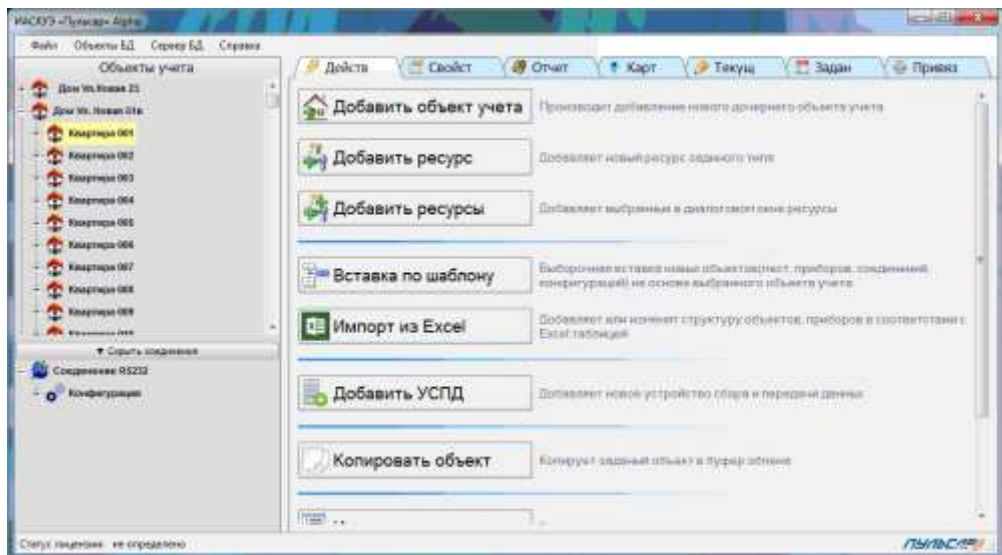 ИАСКУЭ «Пульсар» Alpha
Файл Объекты БД Сервер БД Справка
Объекты учета
Дом Ул.Новая 25
Дом Ул. Новая 51в
Квартира 001
Квартира 002
Квартира 003
Квартира 004
Квартира 005
Квартира 006
Квартира 007
Квартира 008
Квартира 009
Скрыть соединения
Соединение RS232
Конфигурация
Действ Свойст Отчет Карт Текущ Задан Привяз
Добавить объект учета Производит добавление нового дочернего объекта учета
Добавить ресурс Добавляет новый ресурс заданого типа
Добавить ресурсы Добавляет выбранные в диалоговом окне ресурсы
Вставка по шаблону Выборочная вставка новых объектов(мест, приборов, соединений, конфигураций) на основе выбранного объекта учета
Импорт из Excel Добавляет или изменят структуру объектов, приборов в соответствии с Excel таблицей
Добавить УСПД Добавляет новое устройство сбора и передачи данных
Копировать объект Копирует заданый объект в буфер обмена
Статус лицензии: не определено
ПУЛЬСАР